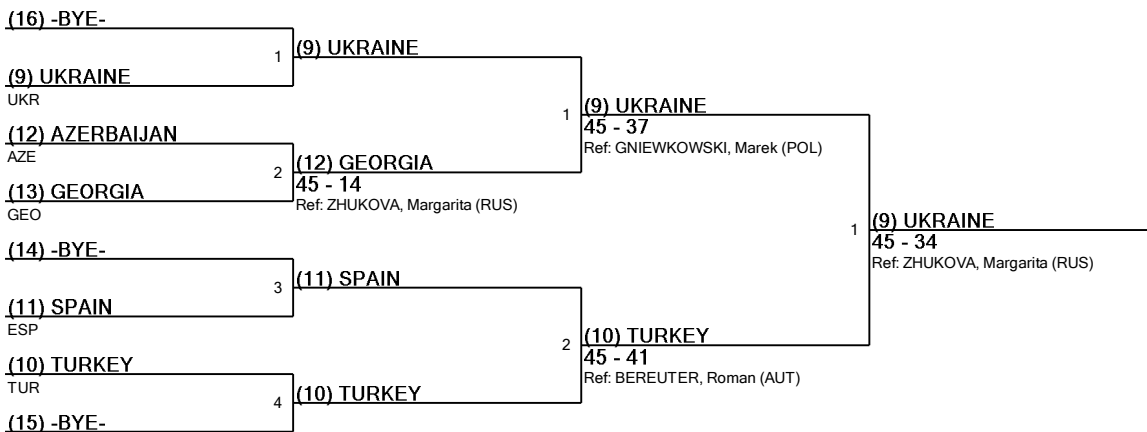 (16) -BYE-
1
(9) UKRAINE
(9) UKRAINE
UKR
1
(9) UKRAINE
45 - 37
Ref: GNIEWKOWSKI, Marek (POL)
(12) AZERBAIJAN
AZE
2
(12) GEORGIA
45 - 14
Ref: ZHUKOVA, Margarita (RUS)
(13) GEORGIA
GEO
1
(9) UKRAINE
45 - 34
Ref: ZHUKOVA, Margarita (RUS)
(14) -BYE-
3
(11) SPAIN
(11) SPAIN
ESP
2
(10) TURKEY
45 - 41
Ref: BEREUTER, Roman (AUT)
(10) TURKEY
TUR
4
(10) TURKEY
(15) -BYE-